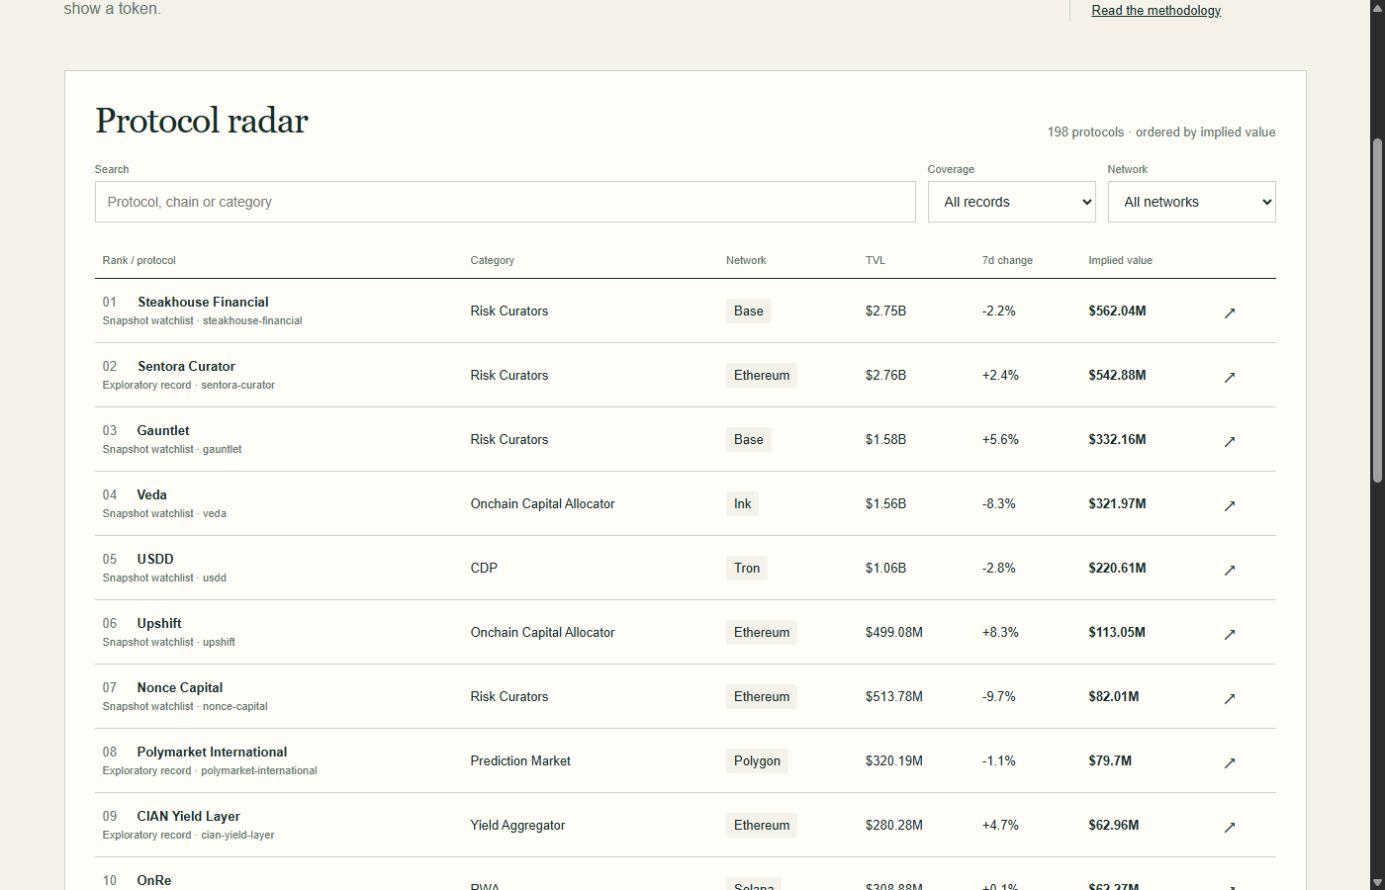 show a token.
Read the methodology
Protocol radar
198 protocols · ordered by implied value
Search
Coverage
Network
Protocol, chain or category
All records
All networks
Rank / protocol
Category
Network
TVL
7d change
Implied value
01 Steakhouse Financial
Snapshot watchlist · steakhouse-financial
Risk Curators
Base
$2.75B
-2.2%
$562.04M
↗
02 Sentora Curator
Exploratory record · sentora-curator
Risk Curators
Ethereum
$2.76B
+2.4%
$542.88M
↗
03 Gauntlet
Snapshot watchlist · gauntlet
Risk Curators
Base
$1.58B
+5.6%
$332.16M
↗
04 Veda
Snapshot watchlist · veda
Onchain Capital Allocator
Ink
$1.56B
-8.3%
$321.97M
↗
05 USDD
Snapshot watchlist · usdd
CDP
Tron
$1.06B
-2.8%
$220.61M
↗
06 Upshift
Snapshot watchlist · upshift
Onchain Capital Allocator
Ethereum
$499.08M
+8.3%
$113.05M
↗
07 Nonce Capital
Snapshot watchlist · nonce-capital
Risk Curators
Ethereum
$513.78M
-9.7%
$82.01M
↗
08 Polymarket International
Exploratory record · polymarket-international
Prediction Market
Polygon
$320.19M
-1.1%
$79.7M
↗
09 CIAN Yield Layer
Exploratory record · cian-yield-layer
Yield Aggregator
Ethereum
$280.28M
+4.7%
$62.96M
↗
10 OnRe
RWA
Solana
$308.88M
+0.1%
$62.27M